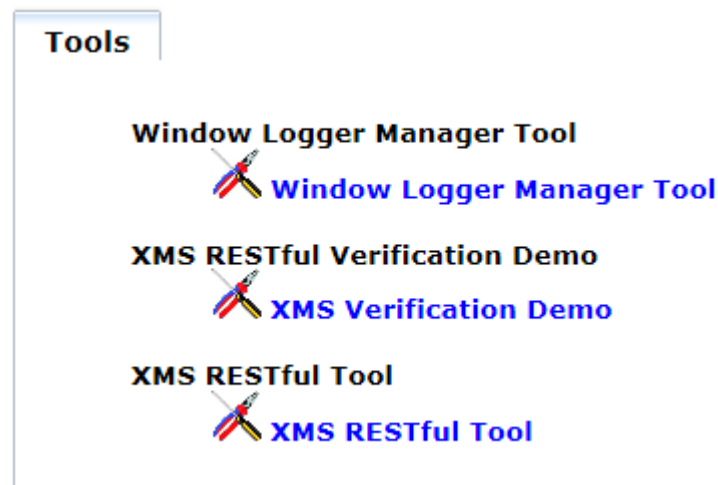 Tools
Window Logger Manager Tool
Window Logger Manager Tool
XMS RESTful Verification Demo
XMS Verification Demo
XMS RESTful Tool
XMS RESTful Tool